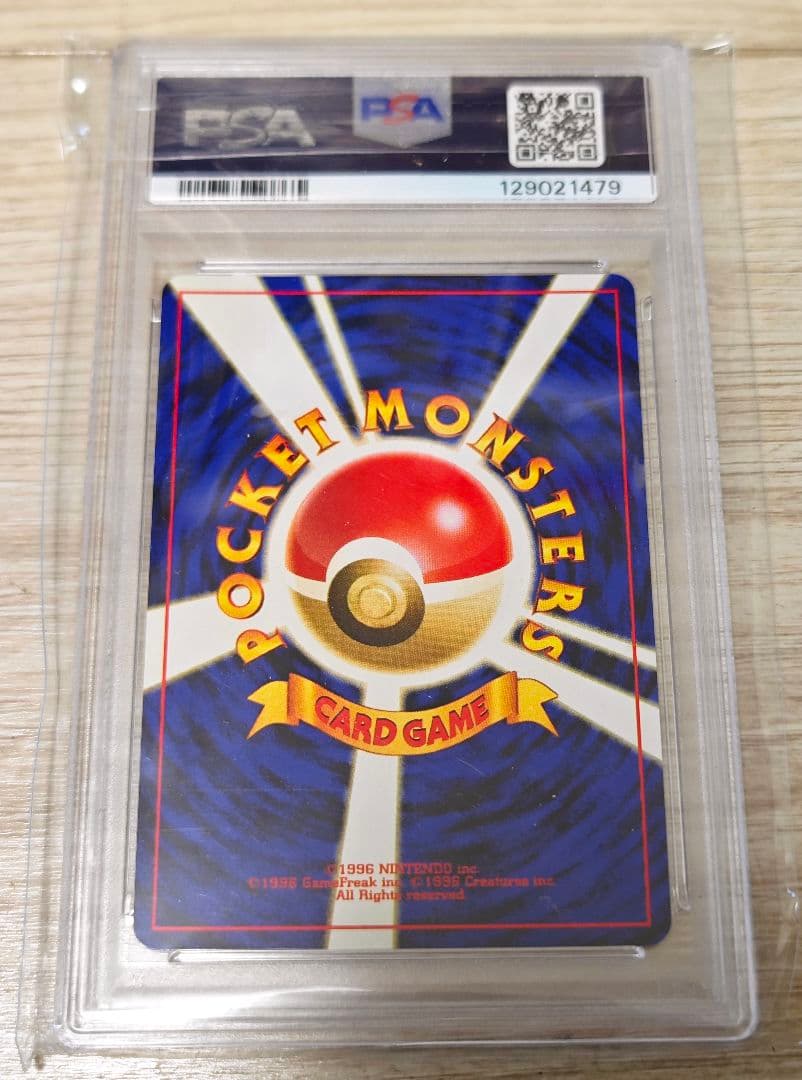 PSA
PSA
129021479
POCKET MONSTERS
CARD GAME
©1996 NINTENDO inc.
©1996 GameFreak inc. ©1996 Creatures inc.
All Rights reserved.